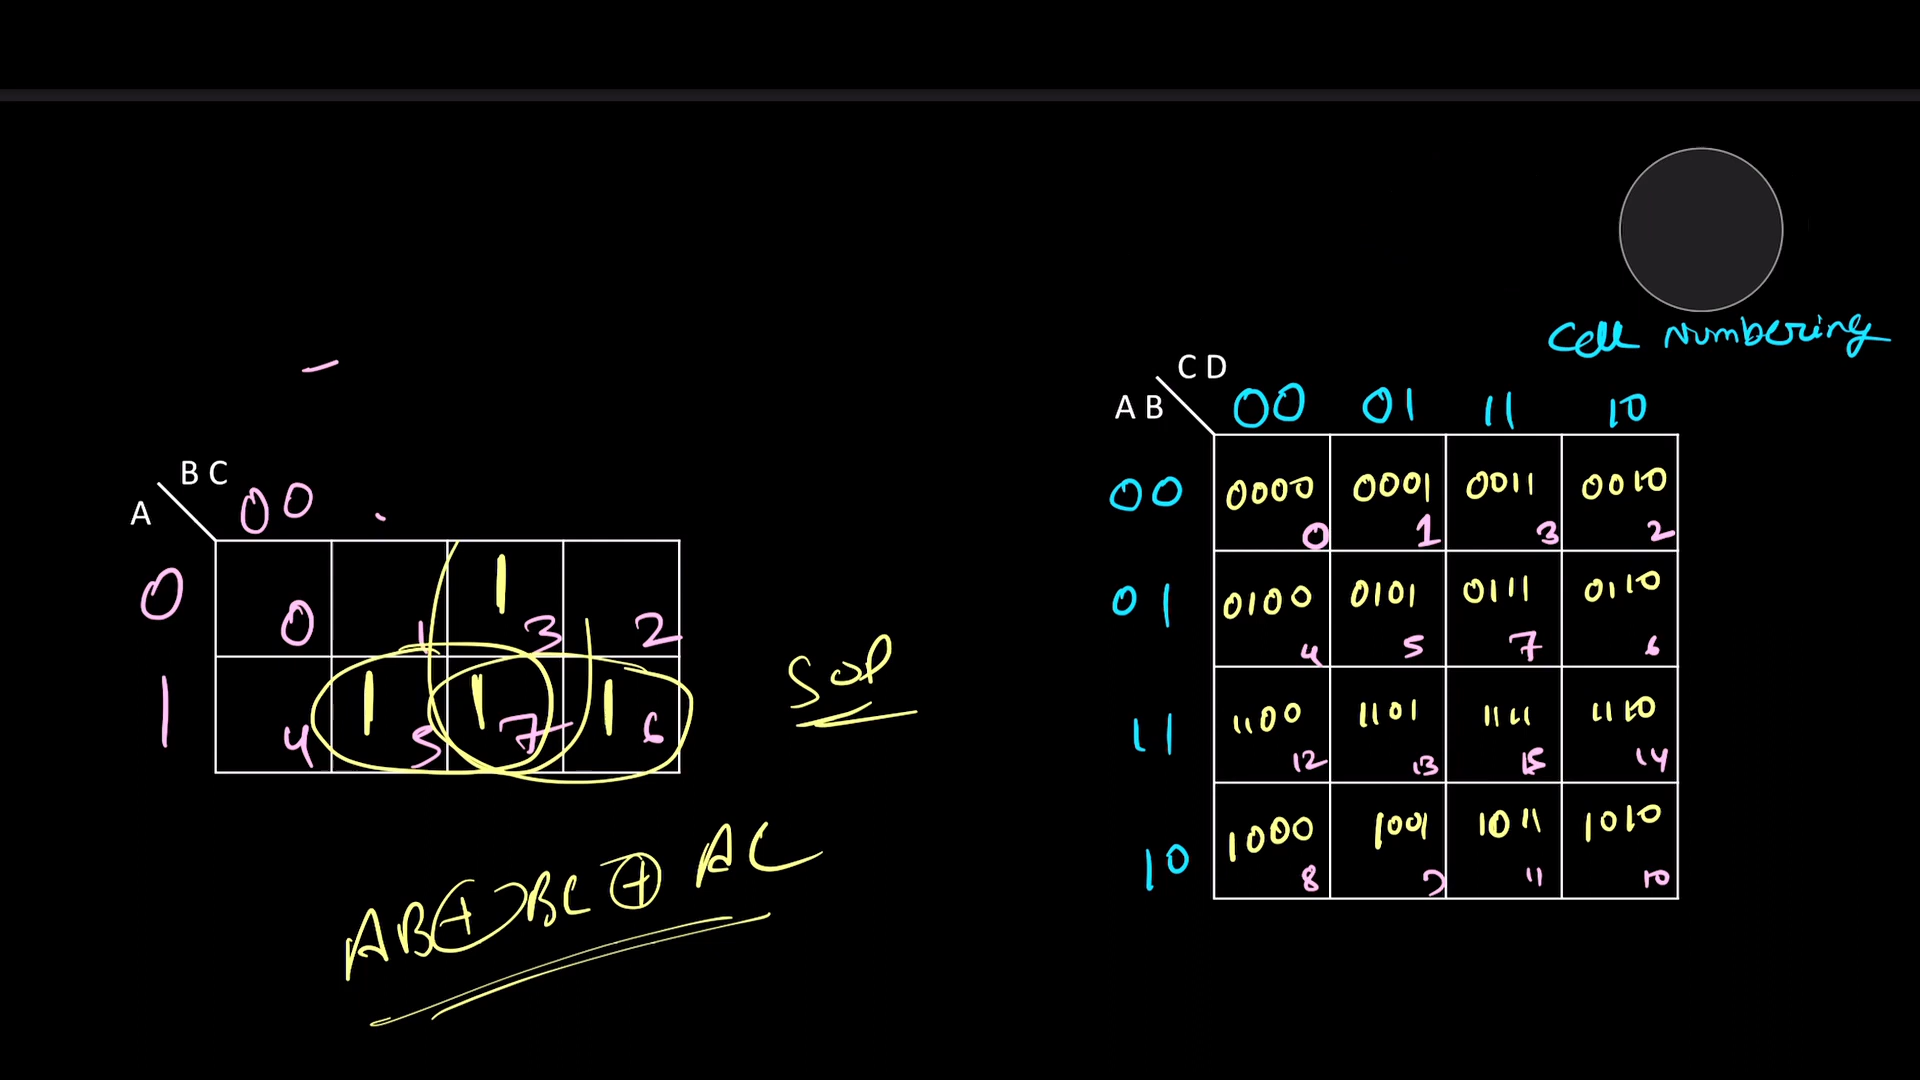 Cell Numbering
C D
A B
00 01 11 10
00 0000 0001 0011 0010
0 1 3 2
01 0100 0101 0111 0110
4 5 7 6
11 1100 1101 1111 1110
12 13 15 14
10 1000 1001 1011 1010
8 9 11 10
B C
A
00
0 1
0 1 3 2
1 1 1 1
4 5 7 6
SOP
AB + BC + AC